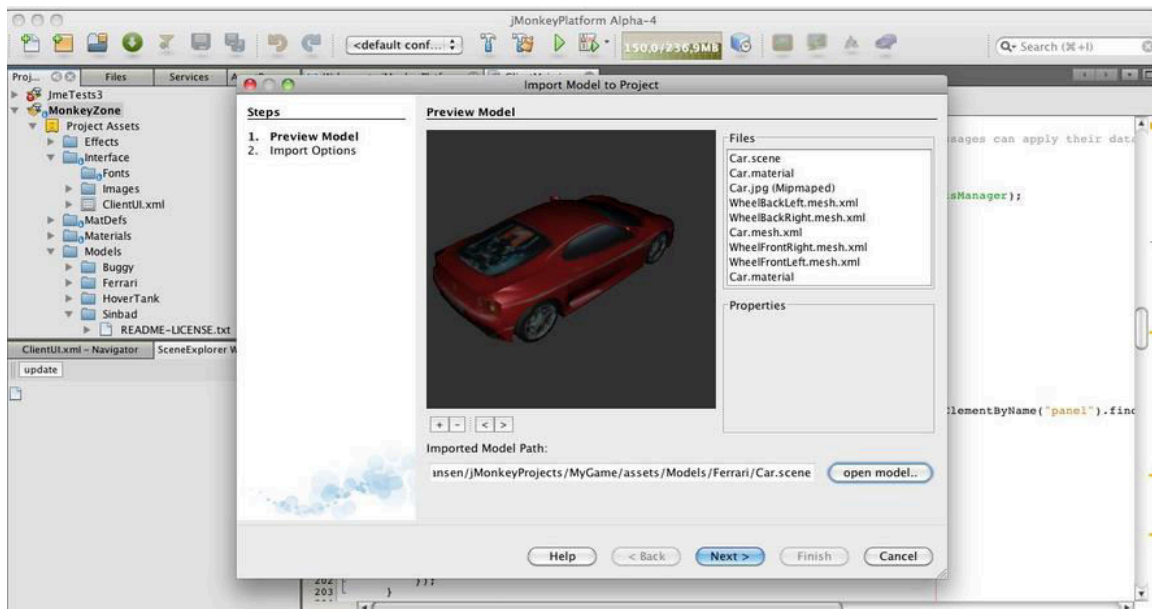 jMonkeyPlatform Alpha-4
<default conf...
150,0/236,9MB
Search (⌘+I)
Proj...
Files
Services
JmeTests3
MonkeyZone
Project Assets
Effects
Interface
Fonts
Images
ClientUI.xml
MatDefs
Materials
Models
Buggy
Ferrari
HoverTank
Sinbad
README-LICENSE.txt
ClientUI.xml - Navigator
SceneExplorer W
update
Import Model to Project
Steps
1. Preview Model
2. Import Options
Preview Model
Files
Car.scene
Car.material
Car.jpg (Mipmaped)
WheelBackLeft.mesh.xml
WheelBackRight.mesh.xml
Car.mesh.xml
WheelFrontRight.mesh.xml
WheelFrontLeft.mesh.xml
Car.material
Properties
+ - < >
Imported Model Path:
ansen/jMonkeyProjects/MyGame/assets/Models/Ferrari/Car.scene
open model..
Help
< Back
Next >
Finish
Cancel
ssages can apply their data
sManager);
ElementByName("panel").find
202 });
203 }